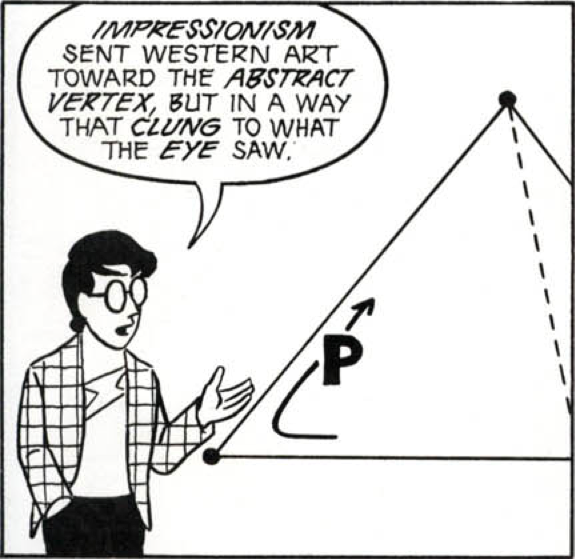 IMPRESSIONISM
SENT WESTERN ART
TOWARD THE ABSTRACT
VERTEX, BUT IN A WAY
THAT CLUNG TO WHAT
THE EYE SAW.
P